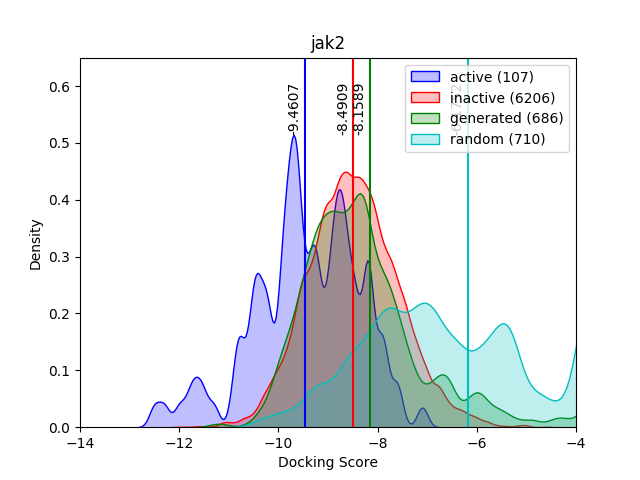 jak2
-9.4607
-8.4909
-8.1589
active (107)
inactive (6206)
generated (686)
random (710)
Density
0.0
0.1
0.2
0.3
0.4
0.5
0.6
−14
−12
−10
−8
−6
−4
Docking Score